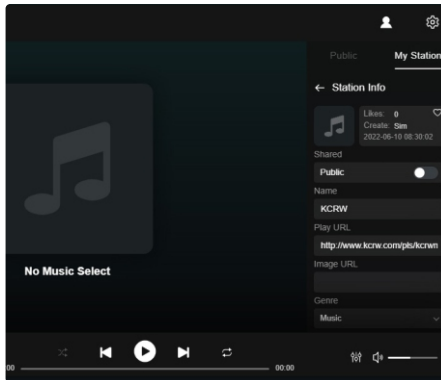 Public
My Station
← Station Info
Likes: 0
Create: Sim
2022-06-10 08:30:02
Shared
Public
Name
KCRW
Play URL
http://www.kcrw.com/pls/kcrwn
Image URL
Genre
Music
No Music Select
00
00:00